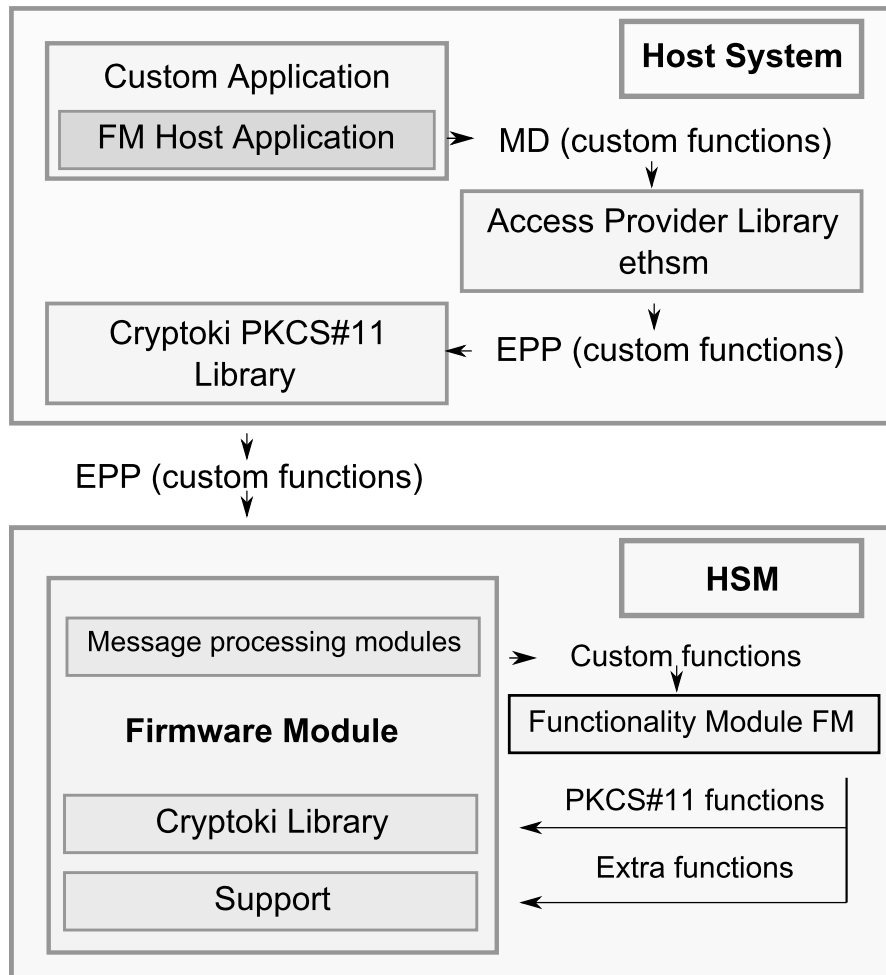 Host System
Custom Application
FM Host Application
MD (custom functions)
Access Provider Library
ethsm
EPP (custom functions)
Cryptoki PKCS#11
Library
EPP (custom functions)
HSM
Message processing modules
Custom functions
Functionality Module FM
Firmware Module
PKCS#11 functions
Cryptoki Library
Extra functions
Support